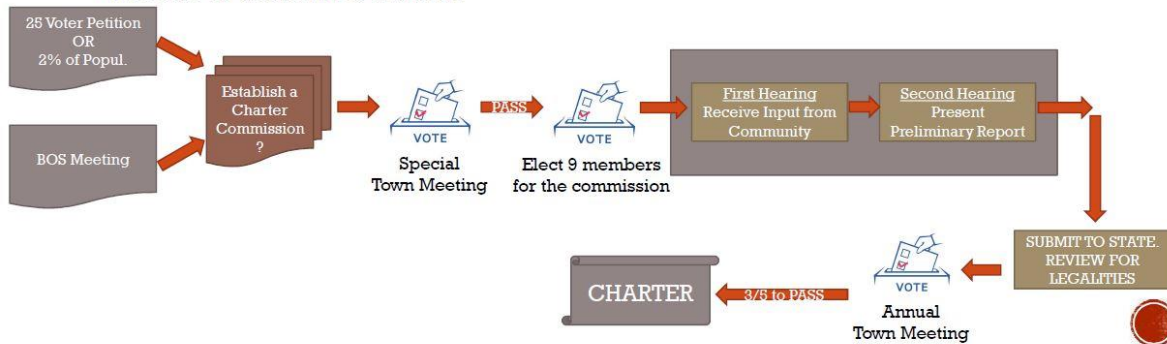 25 Voter Petition
OR
2% of Popul.
BOS Meeting
Establish a
Charter
Commission
?
VOTE
Special
Town Meeting
PASS
VOTE
Elect 9 members
for the commission
First Hearing
Receive Input from
Community
Second Hearing
Present
Preliminary Report
SUBMIT TO STATE.
REVIEW FOR
LEGALITIES
VOTE
Annual
Town Meeting
3/5 to PASS
CHARTER